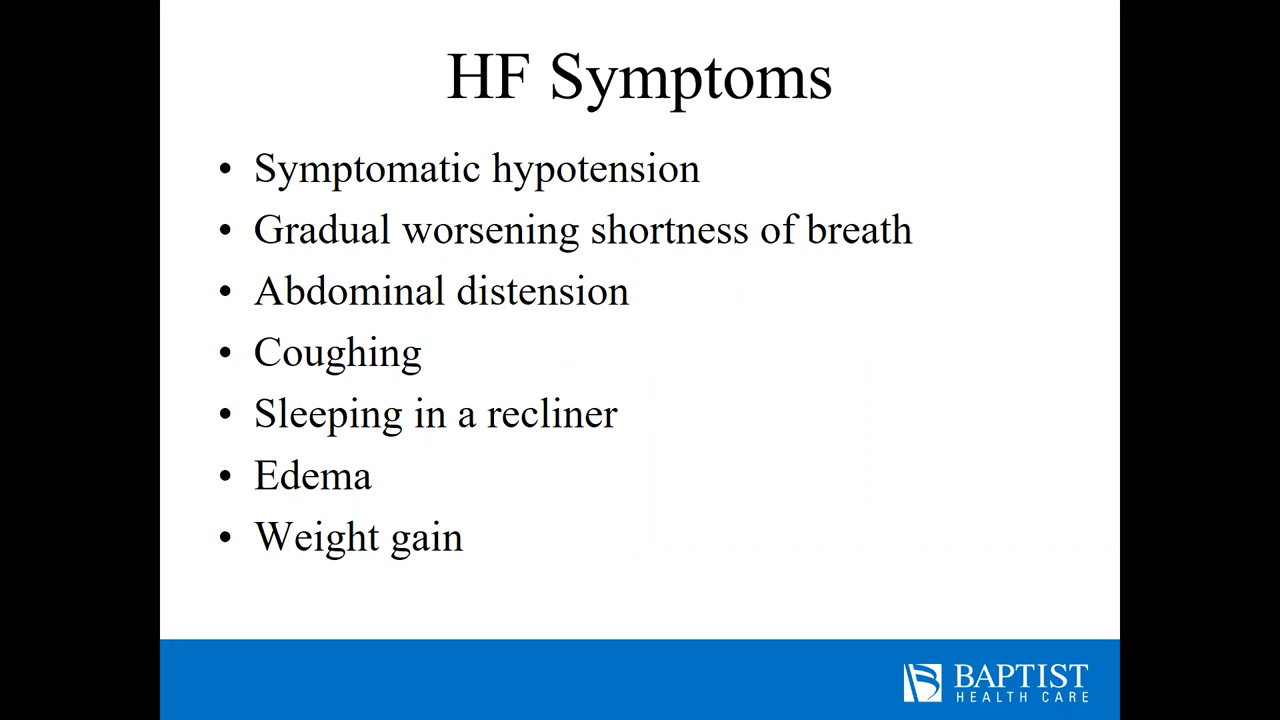 HF Symptoms
• Symptomatic hypotension
• Gradual worsening shortness of breath
• Abdominal distension
• Coughing
• Sleeping in a recliner
• Edema
• Weight gain
BAPTIST
HEALTH CARE